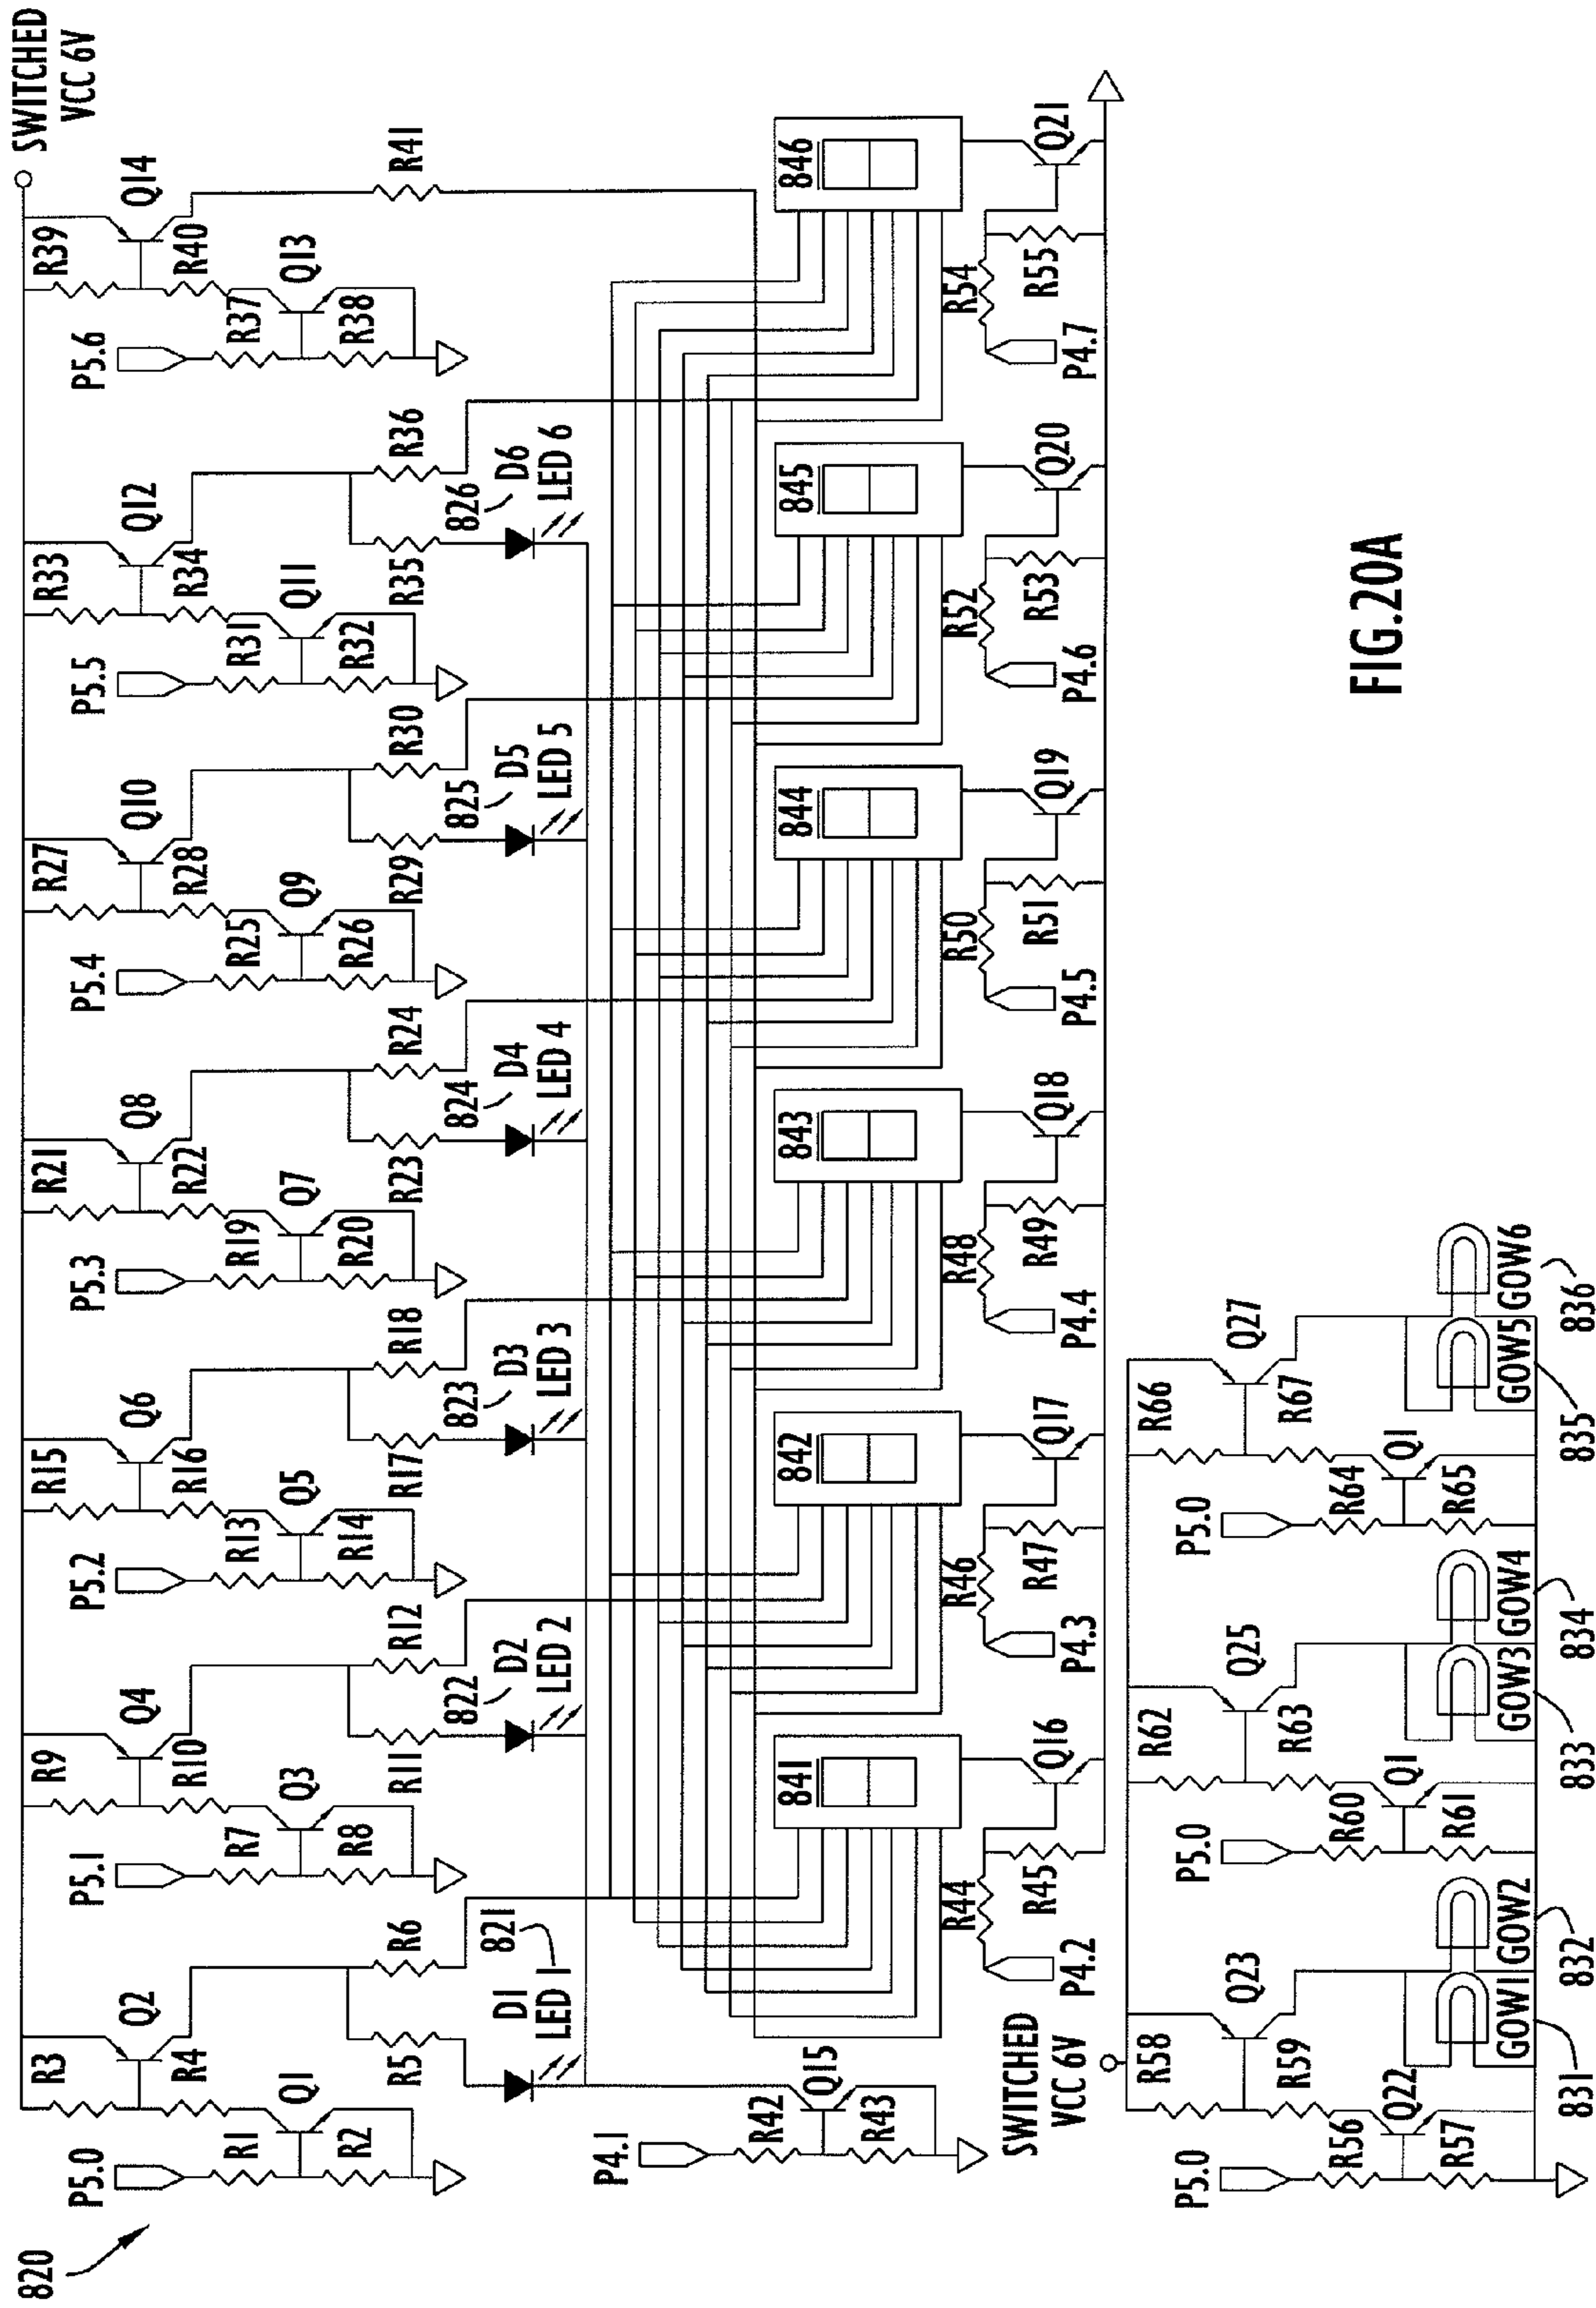 820
SWITCHED
VCC 6V
P5.0
R1
R2
R3
R4
Q1
Q2
R5
R6
D1
LED 1
821
P5.1
R7
R8
R9
R10
Q3
Q4
R11
R12
822
D2
LED 2
P5.2
R13
R14
R15
R16
Q5
Q6
R17
R18
823
D3
LED 3
P5.3
R19
R20
R21
R22
Q7
Q8
R23
R24
824
D4
LED 4
P5.4
R25
R26
R27
R28
Q9
Q10
R29
R30
825
D5
LED 5
P5.5
R31
R32
R33
R34
Q11
Q12
R35
R36
826
D6
LED 6
P5.6
R37
R38
R39
R40
Q13
Q14
R41
P4.1
R42
R43
Q15
841
842
843
844
845
846
P4.2
R44
R45
Q16
P4.3
R46
R47
Q17
P4.4
R48
R49
Q18
P4.5
R50
R51
Q19
P4.6
R52
R53
Q20
P4.7
R54
R55
Q21
SWITCHED
VCC 6V
P5.0
R56
R57
R58
R59
Q22
Q23
GOW1
GOW2
831
832
P5.0
R60
R61
R62
R63
Q1
Q25
GOW3
GOW4
833
834
P5.0
R64
R65
R66
R67
Q1
Q27
GOW5
GOW6
835
836
FIG.20A